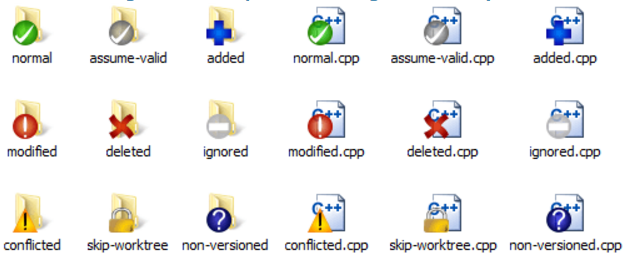 C++ C++ C++
normal assume-valid added normal.cpp assume-valid.cpp added.cpp
C++ C++ C++
modified deleted ignored modified.cpp deleted.cpp ignored.cpp
C++ C++ C++
conflicted skip-worktree non-versioned conflicted.cpp skip-worktree.cpp non-versioned.cpp